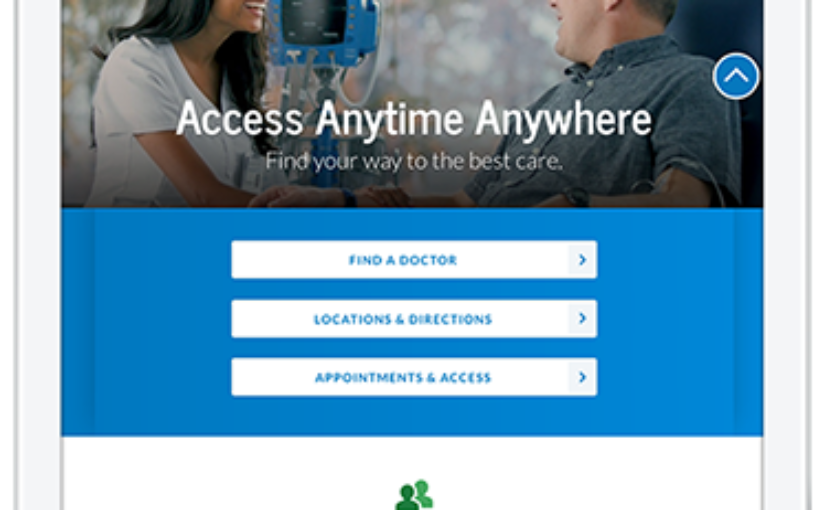 Access Anytime Anywhere
Find your way to the best care.
FIND A DOCTOR
LOCATIONS & DIRECTIONS
APPOINTMENTS & ACCESS